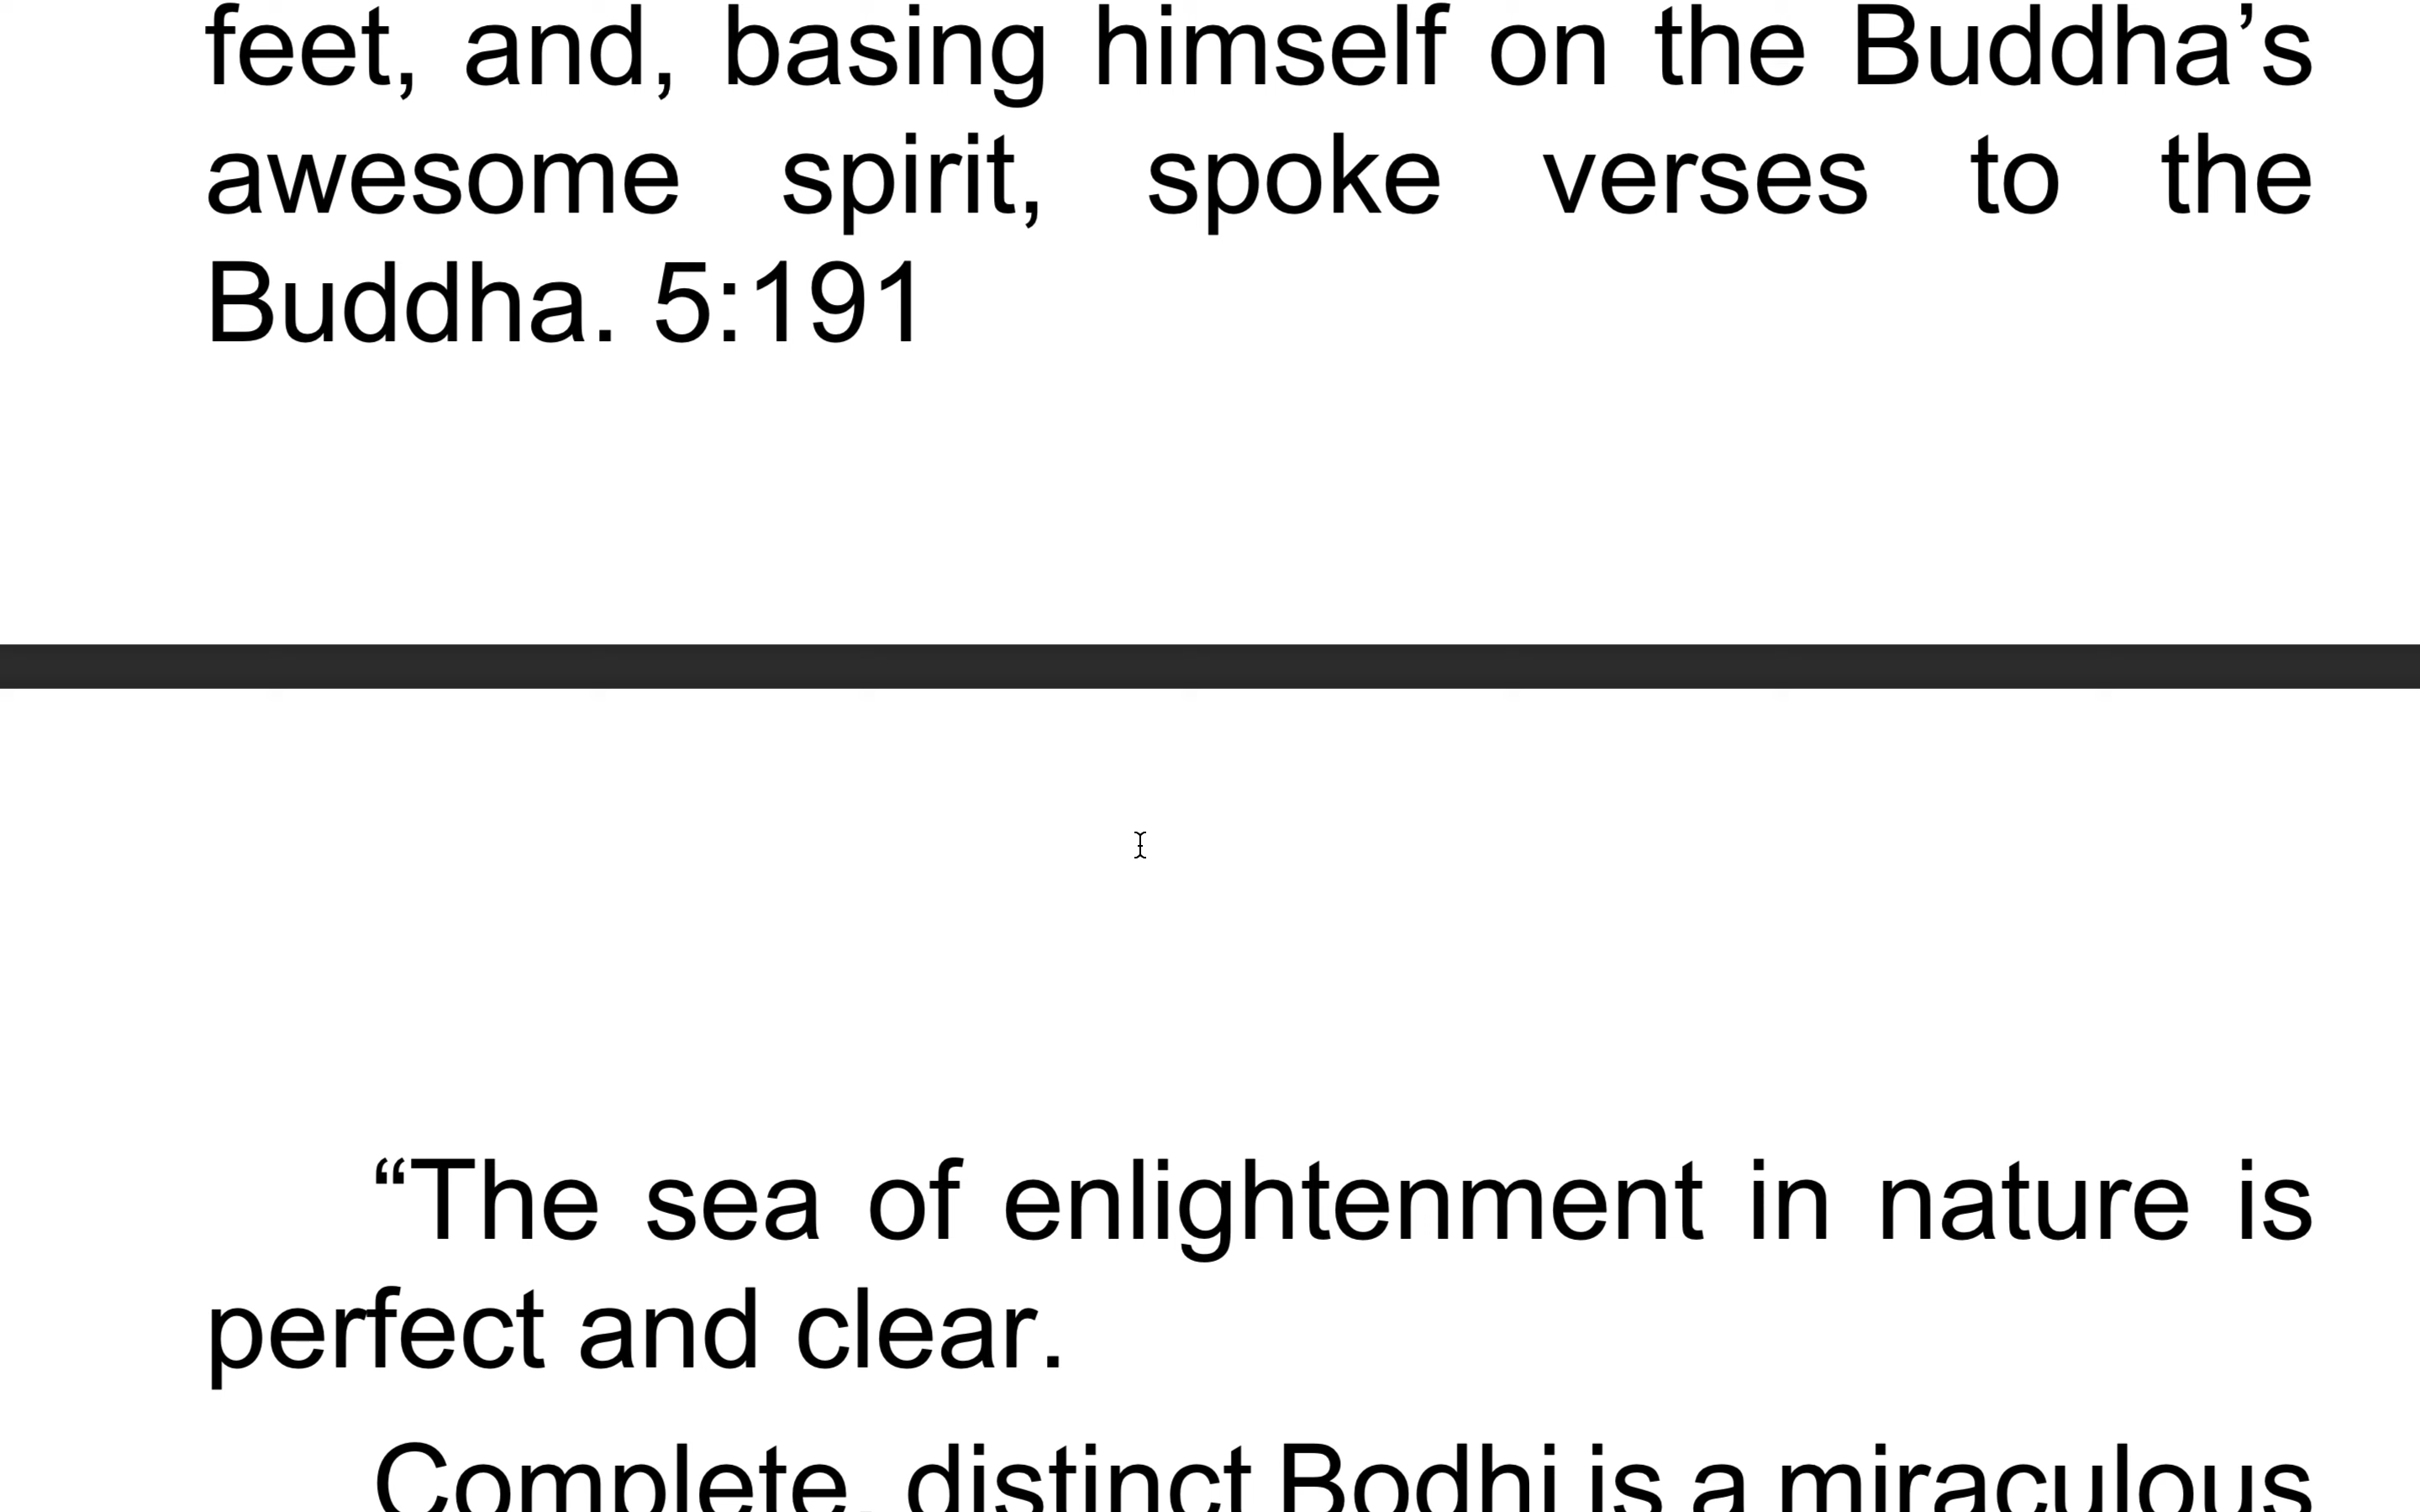 feet, and, basing himself on the Buddha’s
awesome spirit, spoke verses to the
Buddha. 5:191
“The sea of enlightenment in nature is
perfect and clear.
Complete, distinct Bodhi is a miraculous